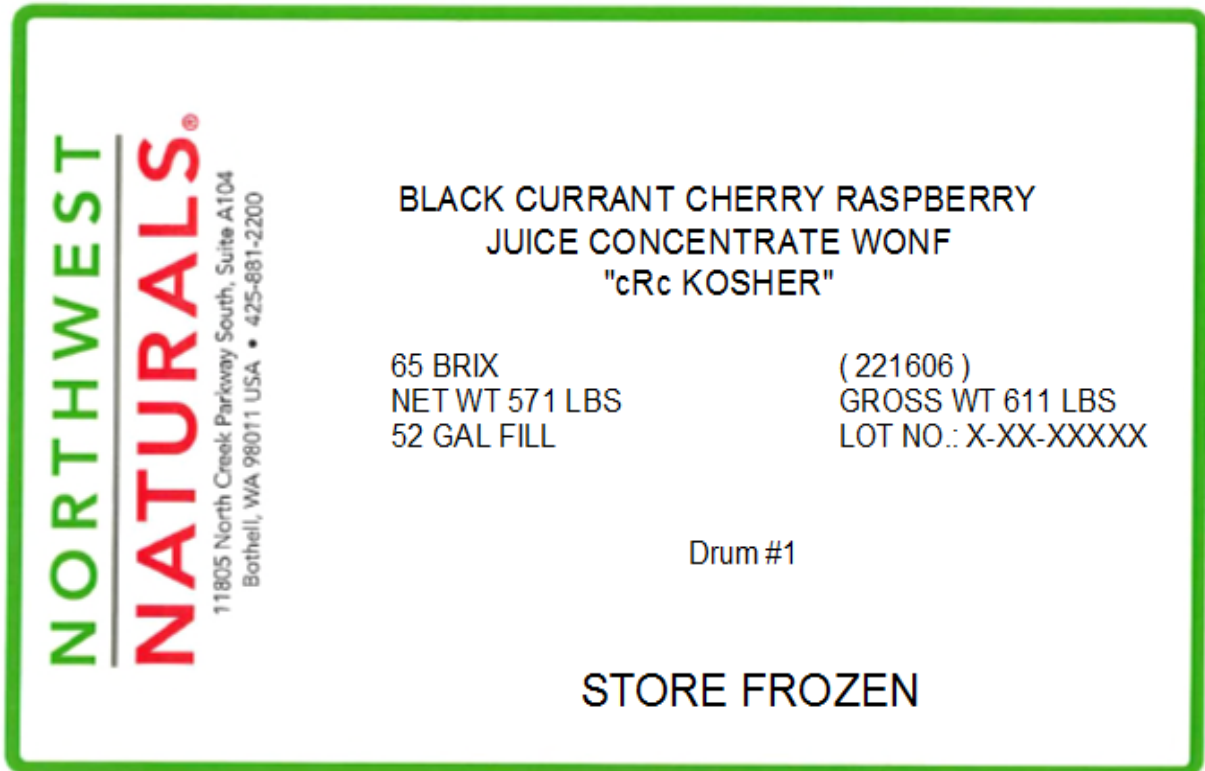 NORTHWEST
NATURALS®
11805 North Creek Parkway South, Suite A104
Bothell, WA 98011 USA • 425-881-2200
BLACK CURRANT CHERRY RASPBERRY
JUICE CONCENTRATE WONF
"cRc KOSHER"
65 BRIX
( 221606 )
NET WT 571 LBS
GROSS WT 611 LBS
52 GAL FILL
LOT NO.: X-XX-XXXXX
Drum #1
STORE FROZEN